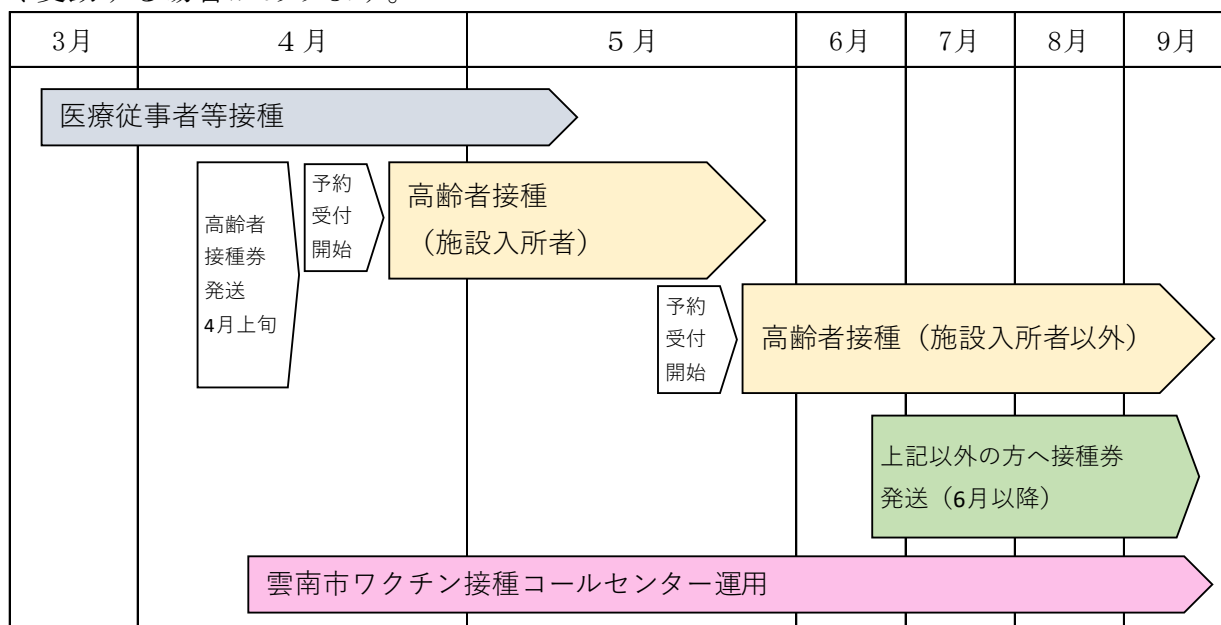 3月 4月 5月 6月 7月 8月 9月
医療従事者等接種
高齢者
接種券
発送
4月上旬
予約
受付
開始
高齢者接種
（施設入所者）
予約
受付
開始
高齢者接種（施設入所者以外）
上記以外の方へ接種券
発送（6月以降）
雲南市ワクチン接種コールセンター運用